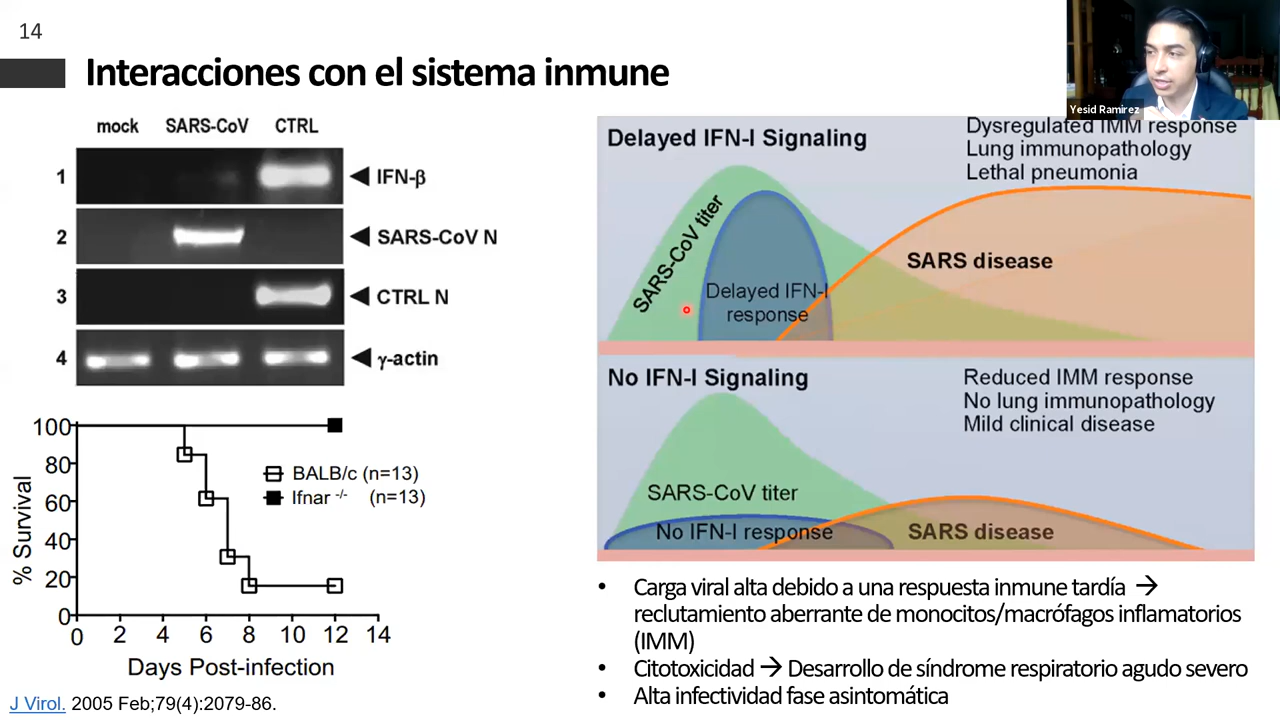 14
Interacciones con el sistema inmune
Yesid Ramirez
mock SARS-CoV CTRL
1 IFN-β
2 SARS-CoV N
3 CTRL N
4 γ-actin
100
80
60
40
20
0
% Survival
BALB/c (n=13)
Ifnar -/- (n=13)
0 2 4 6 8 10 12 14
Days Post-infection
J Virol. 2005 Feb;79(4):2079-86.
Delayed IFN-I Signaling
Dysregulated IMM response
Lung immunopathology
Lethal pneumonia
SARS-CoV titer
Delayed IFN-I
response
SARS disease
No IFN-I Signaling
Reduced IMM response
No lung immunopathology
Mild clinical disease
SARS-CoV titer
No IFN-I response
SARS disease
• Carga viral alta debido a una respuesta inmune tardía →
reclutamiento aberrante de monocitos/macrófagos inflamatorios
(IMM)
• Citotoxicidad → Desarrollo de síndrome respiratorio agudo severo
• Alta infectividad fase asintomática